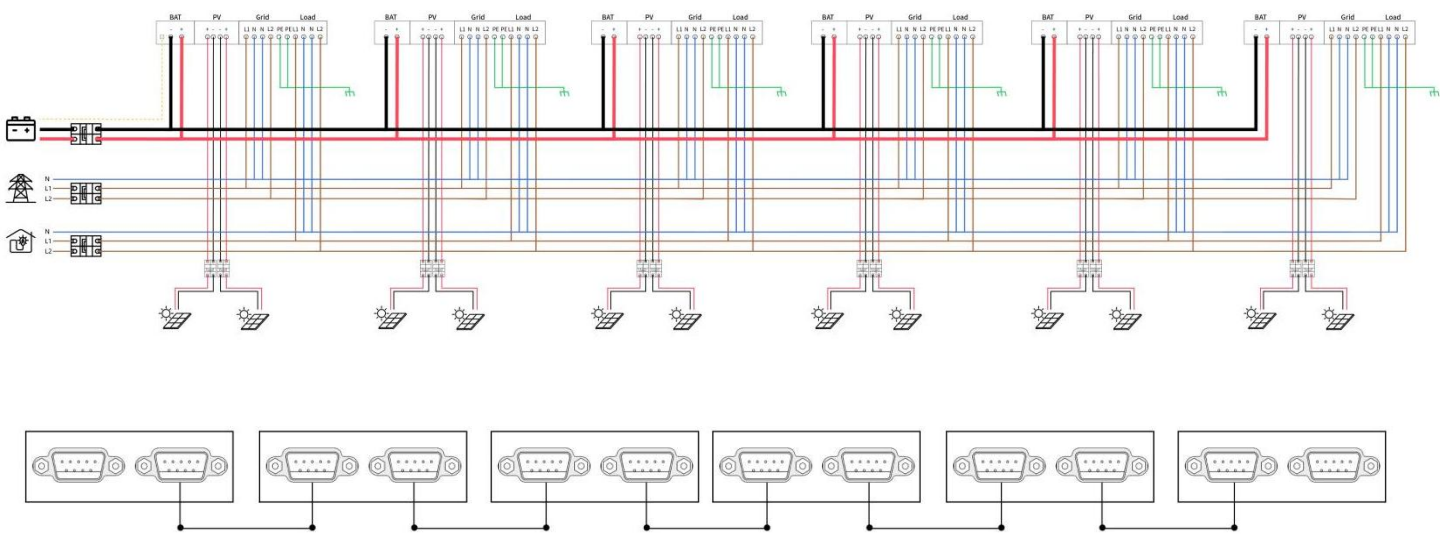 BAT PV Grid Load BAT PV Grid Load BAT PV Grid Load BAT PV Grid Load BAT PV Grid Load BAT PV Grid Load
- + + - - + L1 N N L2 PE PE L1 N N L2 - + + - - + L1 N N L2 PE PE L1 N N L2 - + + - - + L1 N N L2 PE PE L1 N N L2 - + + - - + L1 N N L2 PE PE L1 N N L2 - + + - - + L1 N N L2 PE PE L1 N N L2 - + + - - + L1 N N L2 PE PE L1 N N L2
- +
N
L1
L2
N
L1
L2